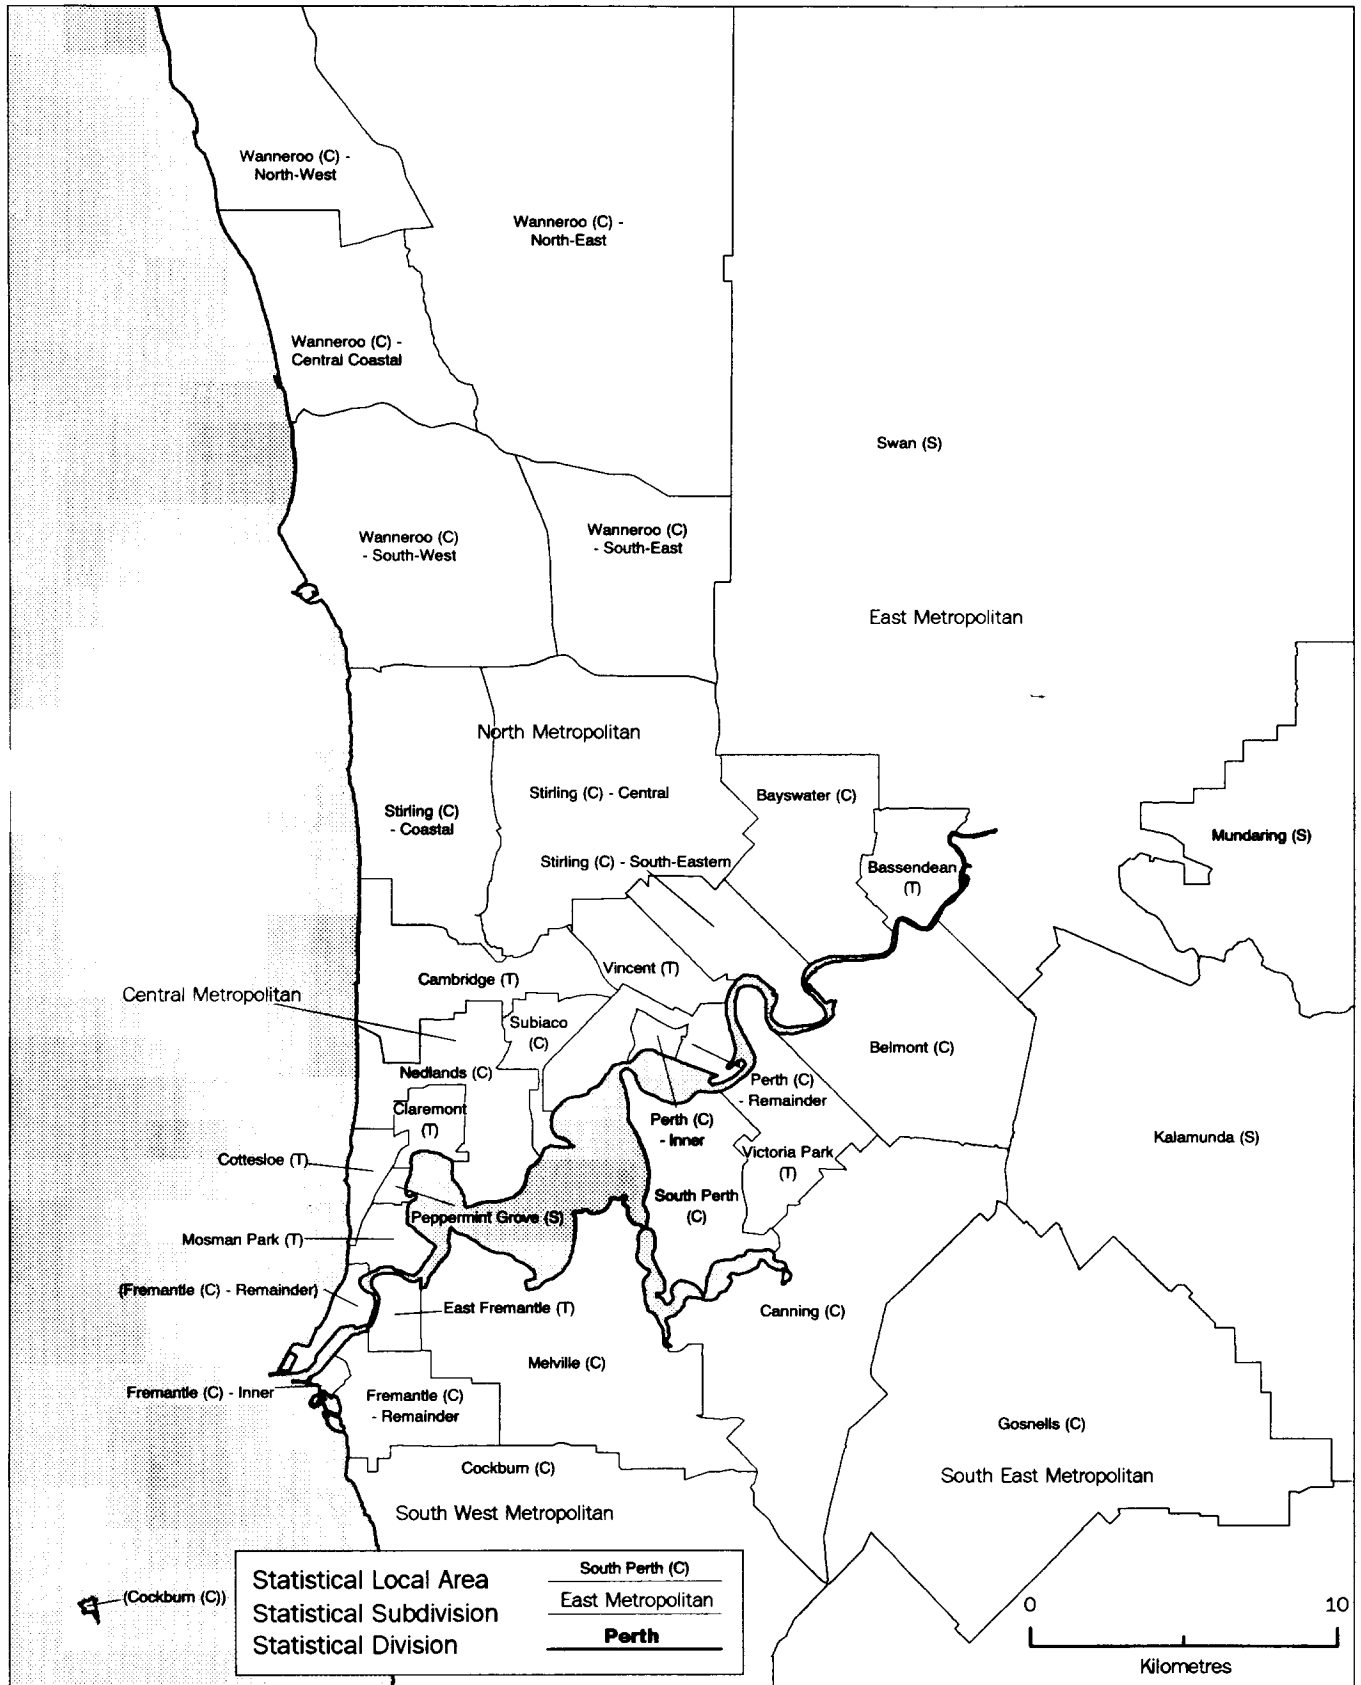 Wanneroo (C) -
North-West
Wanneroo (C) -
North-East
Wanneroo (C) -
Central Coastal
Swan (S)
Wanneroo (C)
- South-West
Wanneroo (C)
- South-East
East Metropolitan
North Metropolitan
Stirling (C) - Central
Bayswater (C)
Stirling (C)
- Coastal
Mundaring (S)
Stirling (C) - South-Eastern
Bassendean
(T)
Vincent (T)
Cambridge (T)
Central Metropolitan
Subiaco
(C)
Belmont (C)
Nedlands (C)
Perth (C)
- Remainder
Claremont
(T)
Perth (C)
- Inner
Kalamunda (S)
Cottesloe (T)
Victoria Park
(T)
South Perth
(C)
Peppermint Grove (S)
Mosman Park (T)
(Fremantle (C) - Remainder)
East Fremantle (T)
Canning (C)
Melville (C)
Fremantle (C) - Inner
Fremantle (C)
- Remainder
Gosnells (C)
Cockburn (C)
South East Metropolitan
South West Metropolitan
(Cockburn (C))
Statistical Local Area
South Perth (C)
Statistical Subdivision
East Metropolitan
Statistical Division
Perth
0 10
Kilometres